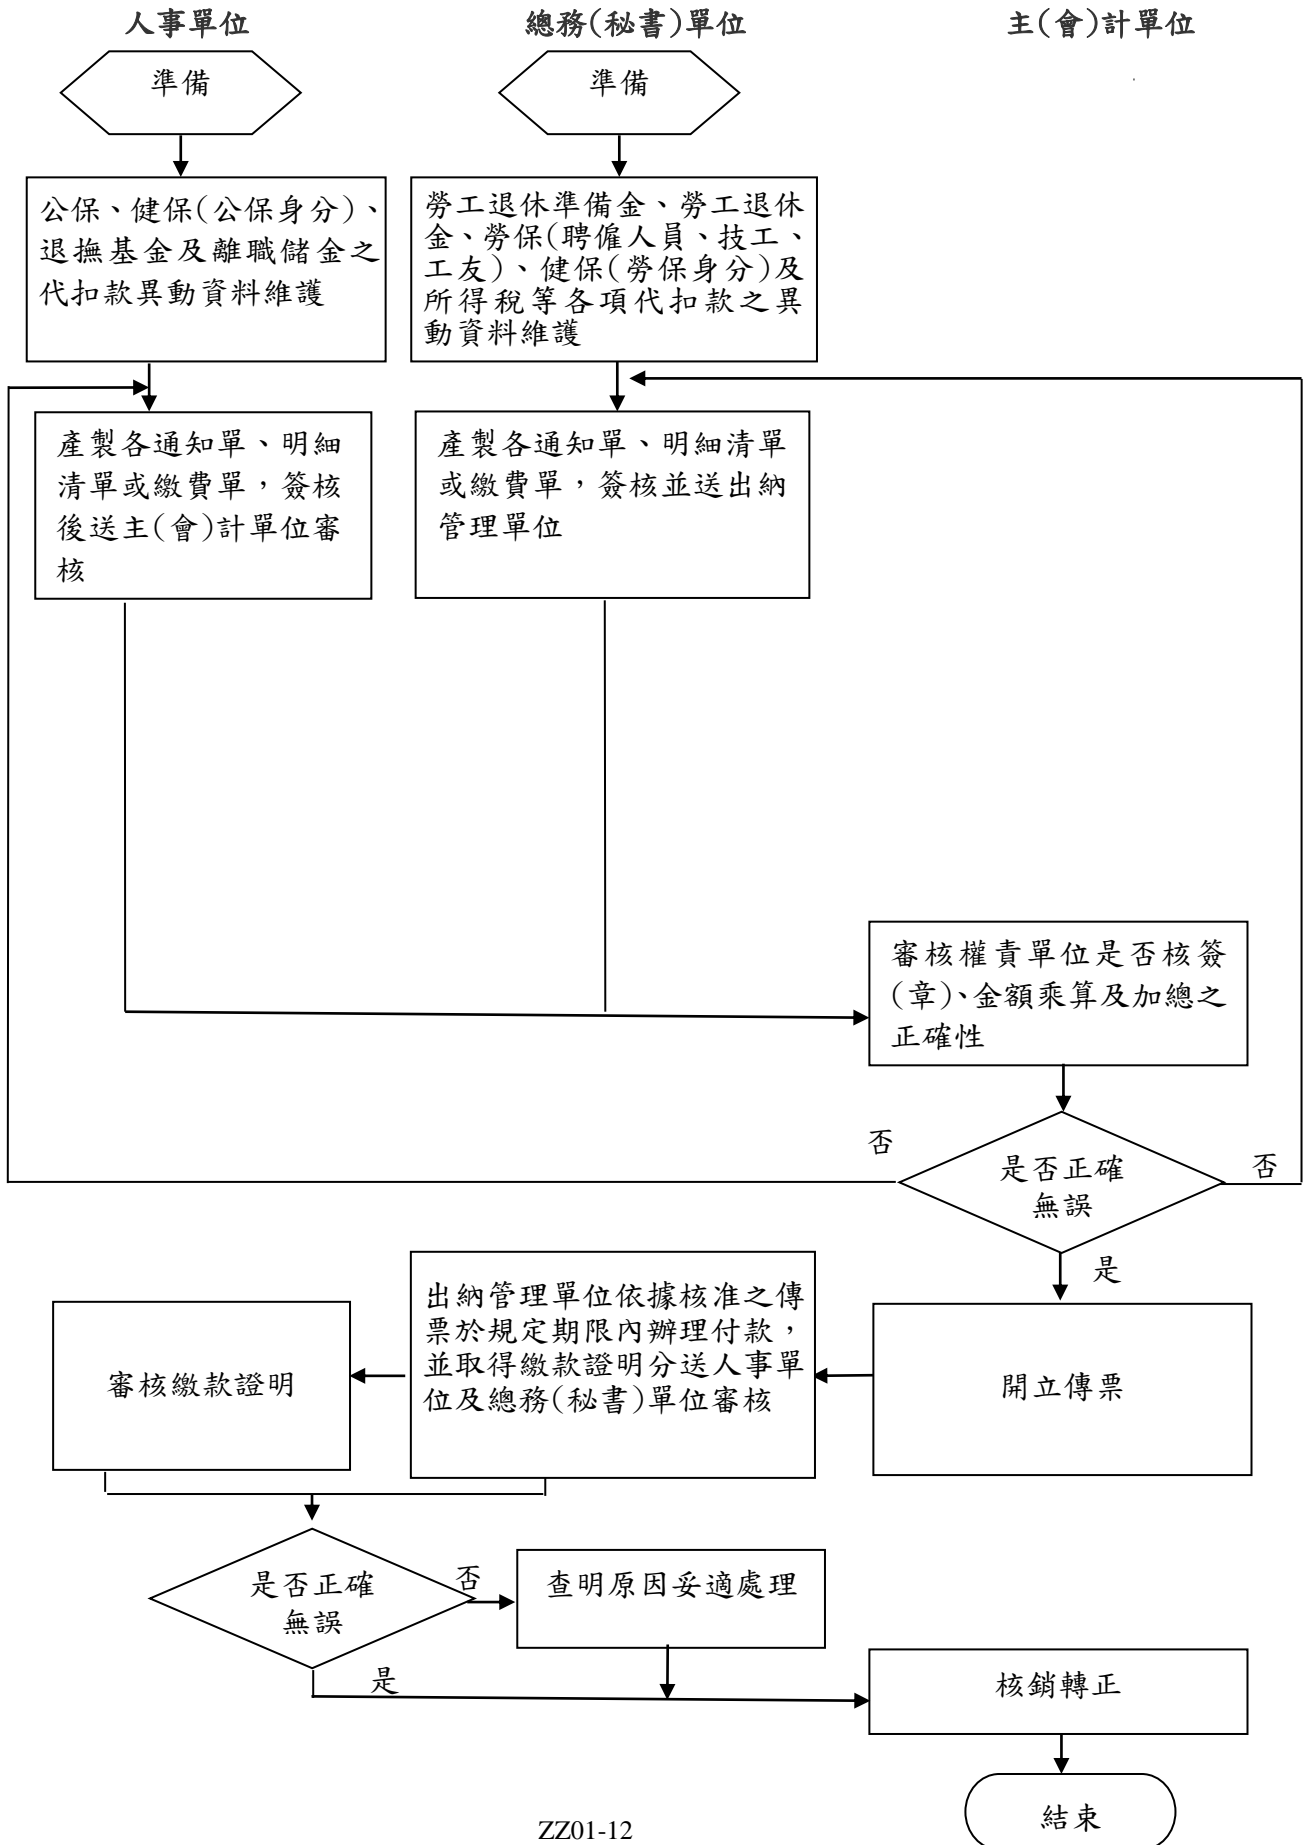 人事單位
總務(秘書)單位
主(會)計單位
準備
準備
公保、健保(公保身分)、
退撫基金及離職儲金之
代扣款異動資料維護
勞工退休準備金、勞工退休
金、勞保(聘僱人員、技工、
工友)、健保(勞保身分)及
所得稅等各項代扣款之異
動資料維護
產製各通知單、明細
清單或繳費單，簽核
後送主(會)計單位審
核
產製各通知單、明細清單
或繳費單，簽核並送出納
管理單位
審核權責單位是否核簽
(章)、金額乘算及加總之
正確性
否
是否正確
無誤
否
是
出納管理單位依據核准之傳
票於規定期限內辦理付款，
並取得繳款證明分送人事單
位及總務(秘書)單位審核
審核繳款證明
開立傳票
是否正確
無誤
否
查明原因妥適處理
是
核銷轉正
結束
ZZ01-12